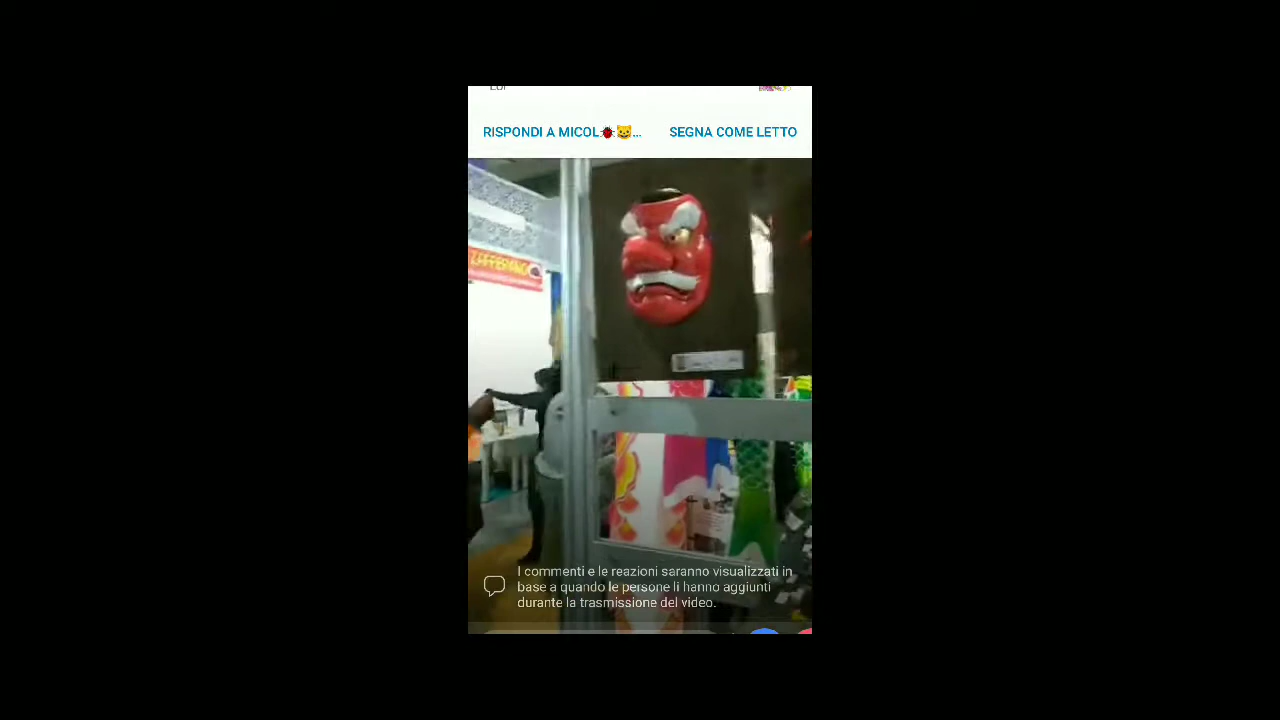 RISPONDI A MICOL🐞😺...
SEGNA COME LETTO
ZAFFERANO
I commenti e le reazioni saranno visualizzati in
base a quando le persone li hanno aggiunti
durante la trasmissione del video.